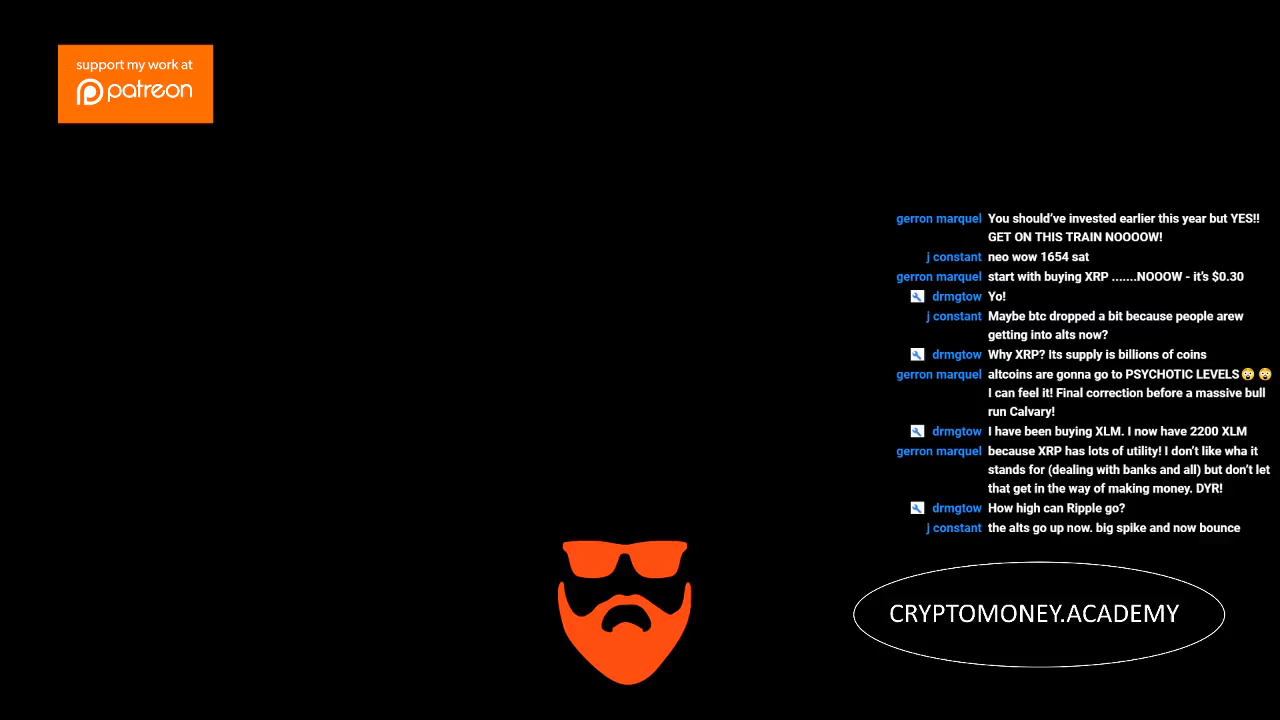 support my work at
patreon
gerron marquel You should've invested earlier this year but YES!!
GET ON THIS TRAIN NOOOOW!
j constant neo wow 1654 sat
gerron marquel start with buying XRP .......NOOOW - it's $0.30
drmgtow Yo!
j constant Maybe btc dropped a bit because people arew
getting into alts now?
drmgtow Why XRP? Its supply is billions of coins
gerron marquel altcoins are gonna go to PSYCHOTIC LEVELS😲😲
I can feel it! Final correction before a massive bull
run Calvary!
drmgtow I have been buying XLM. I now have 2200 XLM
gerron marquel because XRP has lots of utility! I don't like wha it
stands for (dealing with banks and all) but don't let
that get in the way of making money. DYR!
drmgtow How high can Ripple go?
j constant the alts go up now. big spike and now bounce
CRYPTOMONEY.ACADEMY